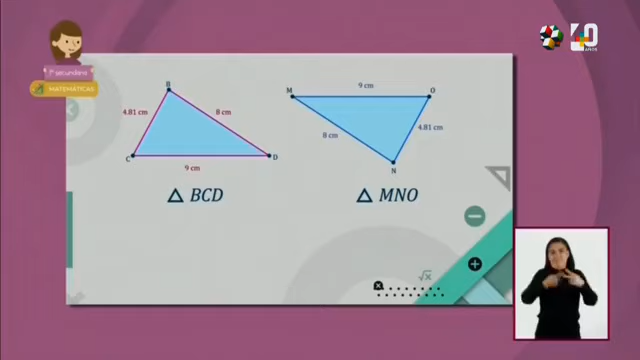 40
AÑOS
1° secundaria
MATEMÁTICAS
B
4.81 cm
8 cm
C
D
9 cm
△ BCD
9 cm
M
O
8 cm
4.81 cm
N
△ MNO
√x